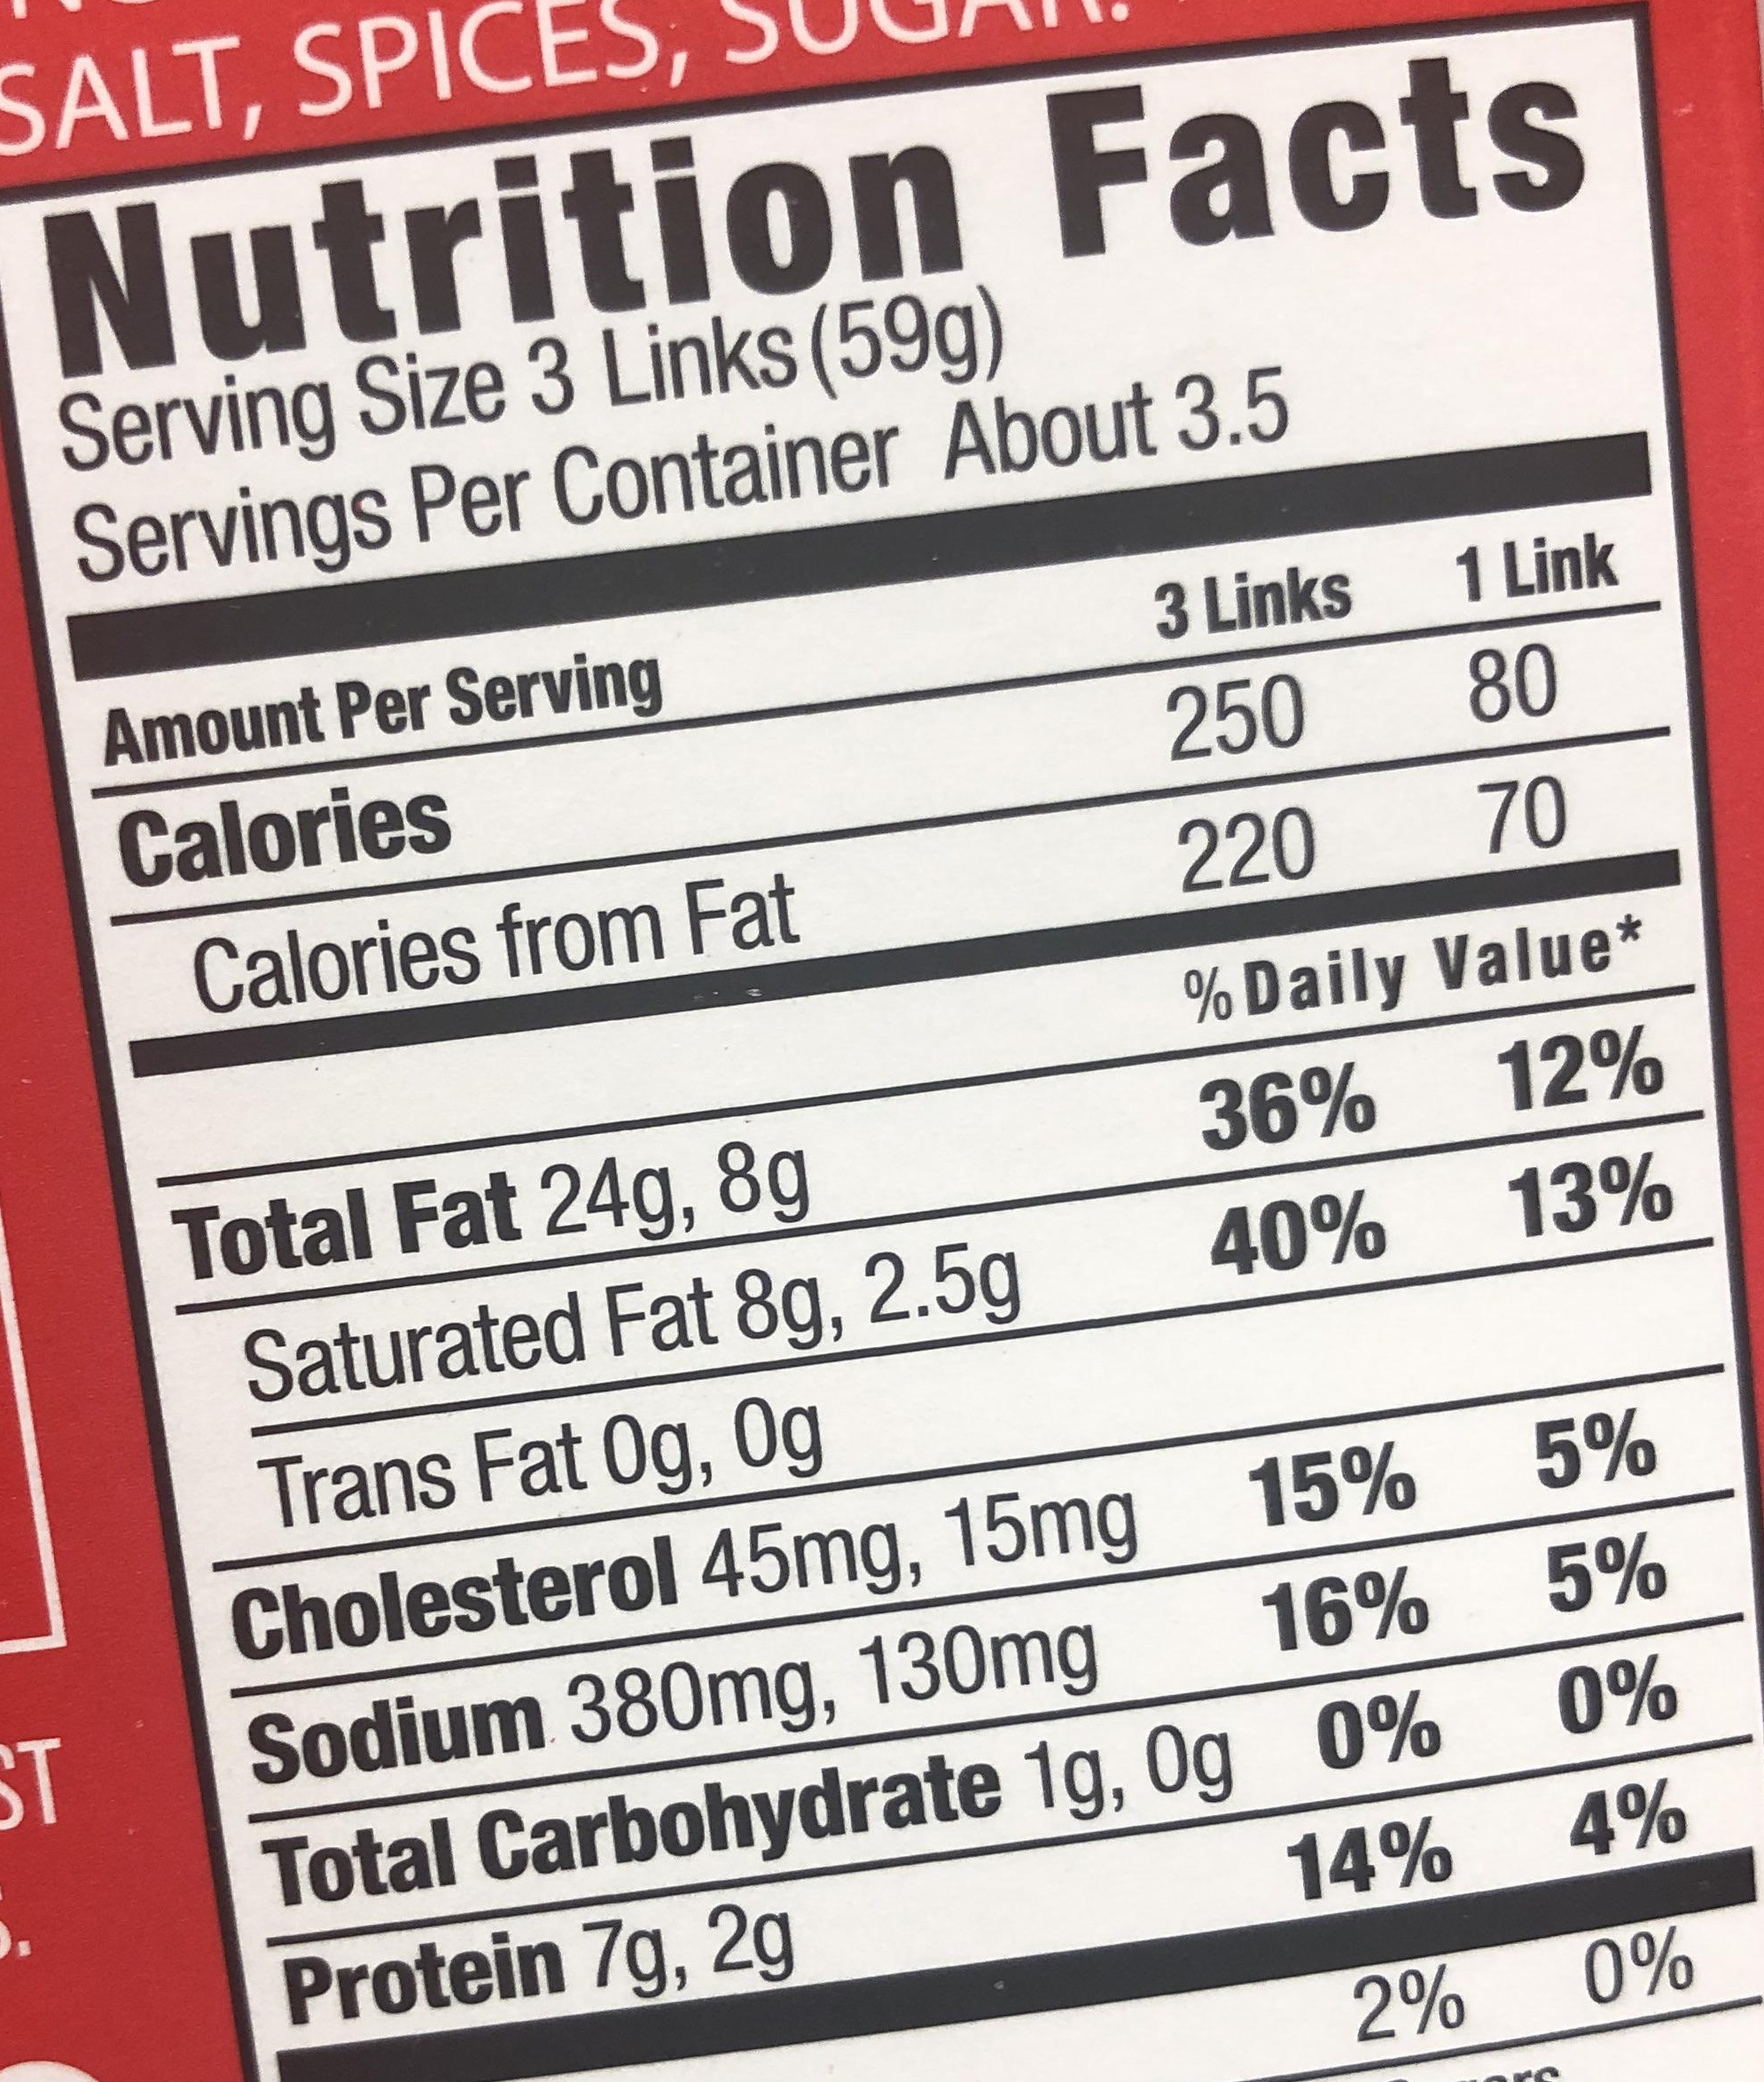 SALT, SPICES, SUGAR.
Nutrition Facts
Serving Size 3 Links (59g)
Servings Per Container About 3.5
3 Links 1 Link
Amount Per Serving
Calories 250 80
Calories from Fat 220 70
% Daily Value*
Total Fat 24g, 8g 36% 12%
Saturated Fat 8g, 2.5g 40% 13%
Trans Fat 0g, 0g
Cholesterol 45mg, 15mg 15% 5%
Sodium 380mg, 130mg 16% 5%
Total Carbohydrate 1g, 0g 0% 0%
Protein 7g, 2g 14% 4%
2% 0%